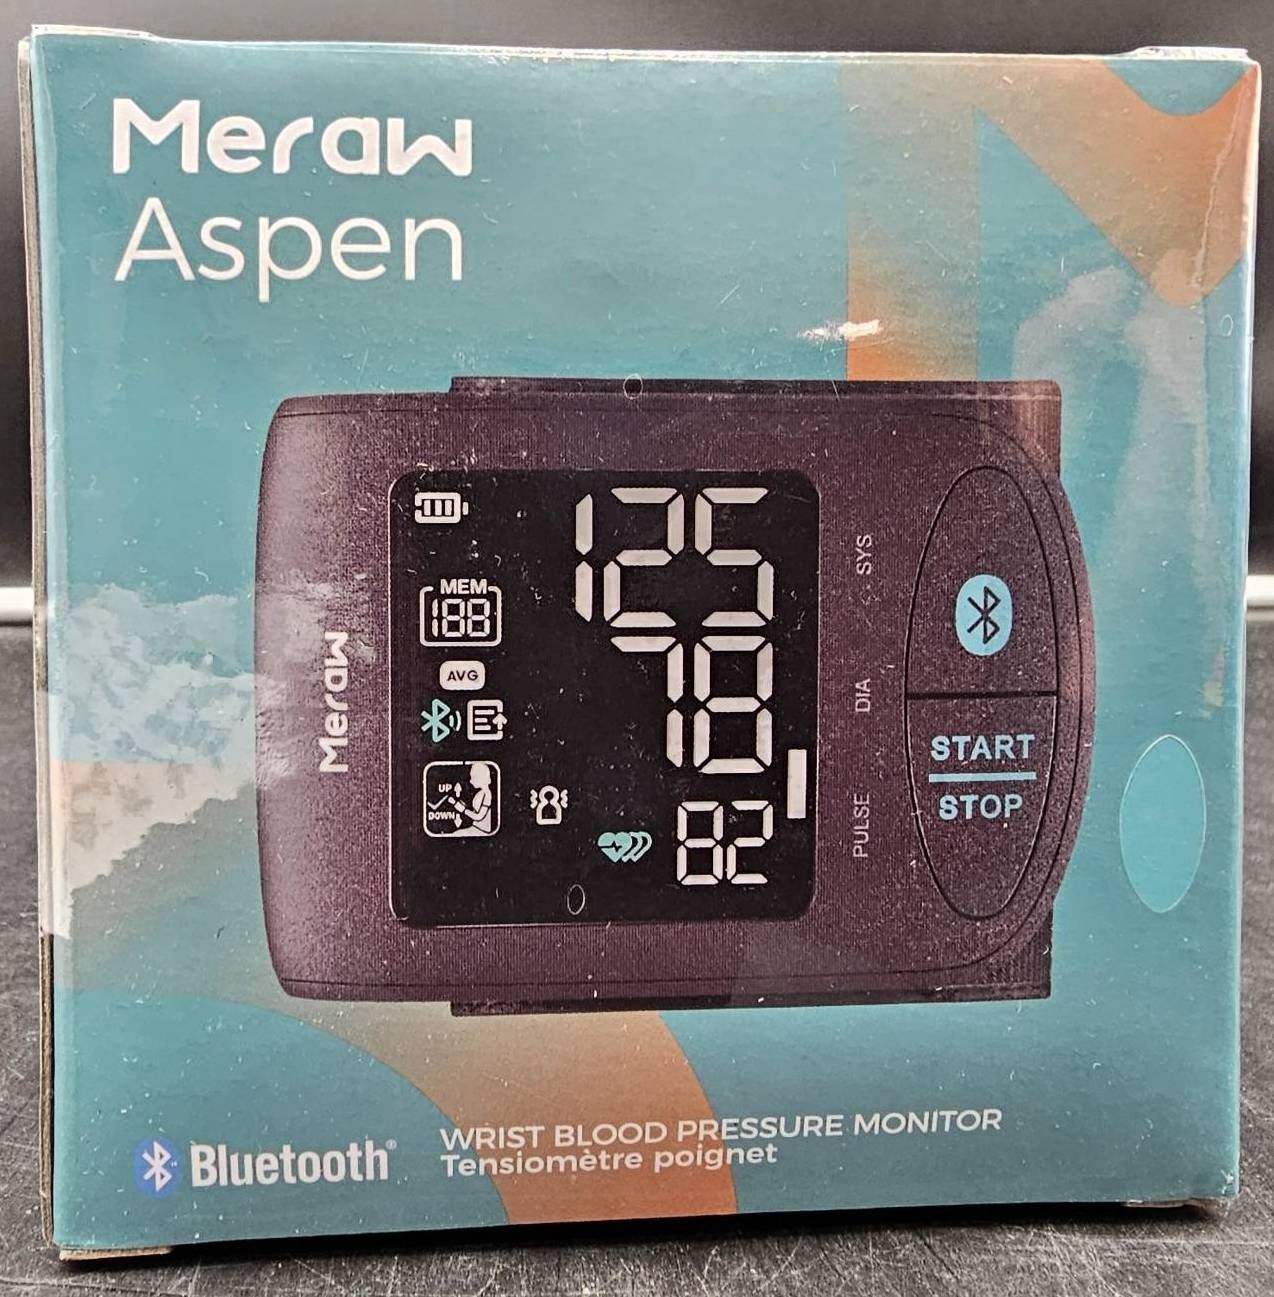 Meraw
Aspen
125
SYS
MEM
188
AVG
78
DIA
UP
DOWN
82
PULSE
Meraw
START
STOP
Bluetooth®
WRIST BLOOD PRESSURE MONITOR
Tensiomètre poignet